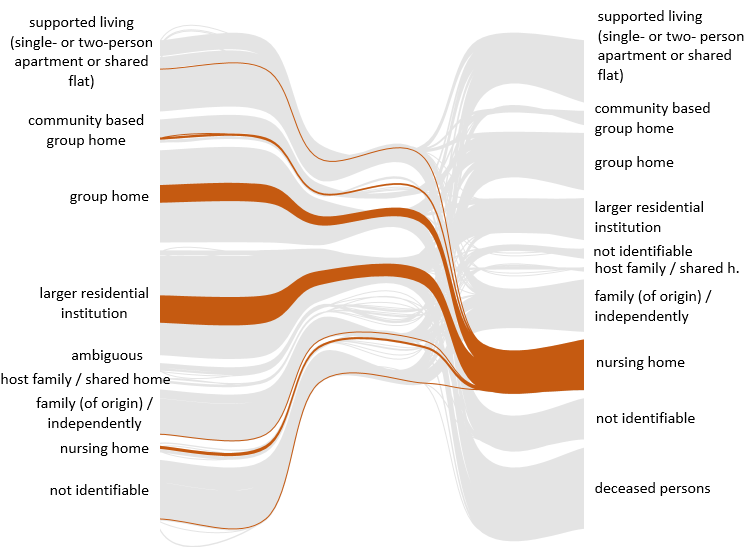 supported living
(single- or two-person
apartment or shared
flat)
community based
group home
group home
larger residential
institution
ambiguous
host family / shared home
family (of origin) /
independently
nursing home
not identifiable
supported living
(single- or two- person
apartment or shared
flat)
community based
group home
group home
larger residential
institution
not identifiable
host family / shared h.
family (of origin) /
independently
nursing home
not identifiable
deceased persons